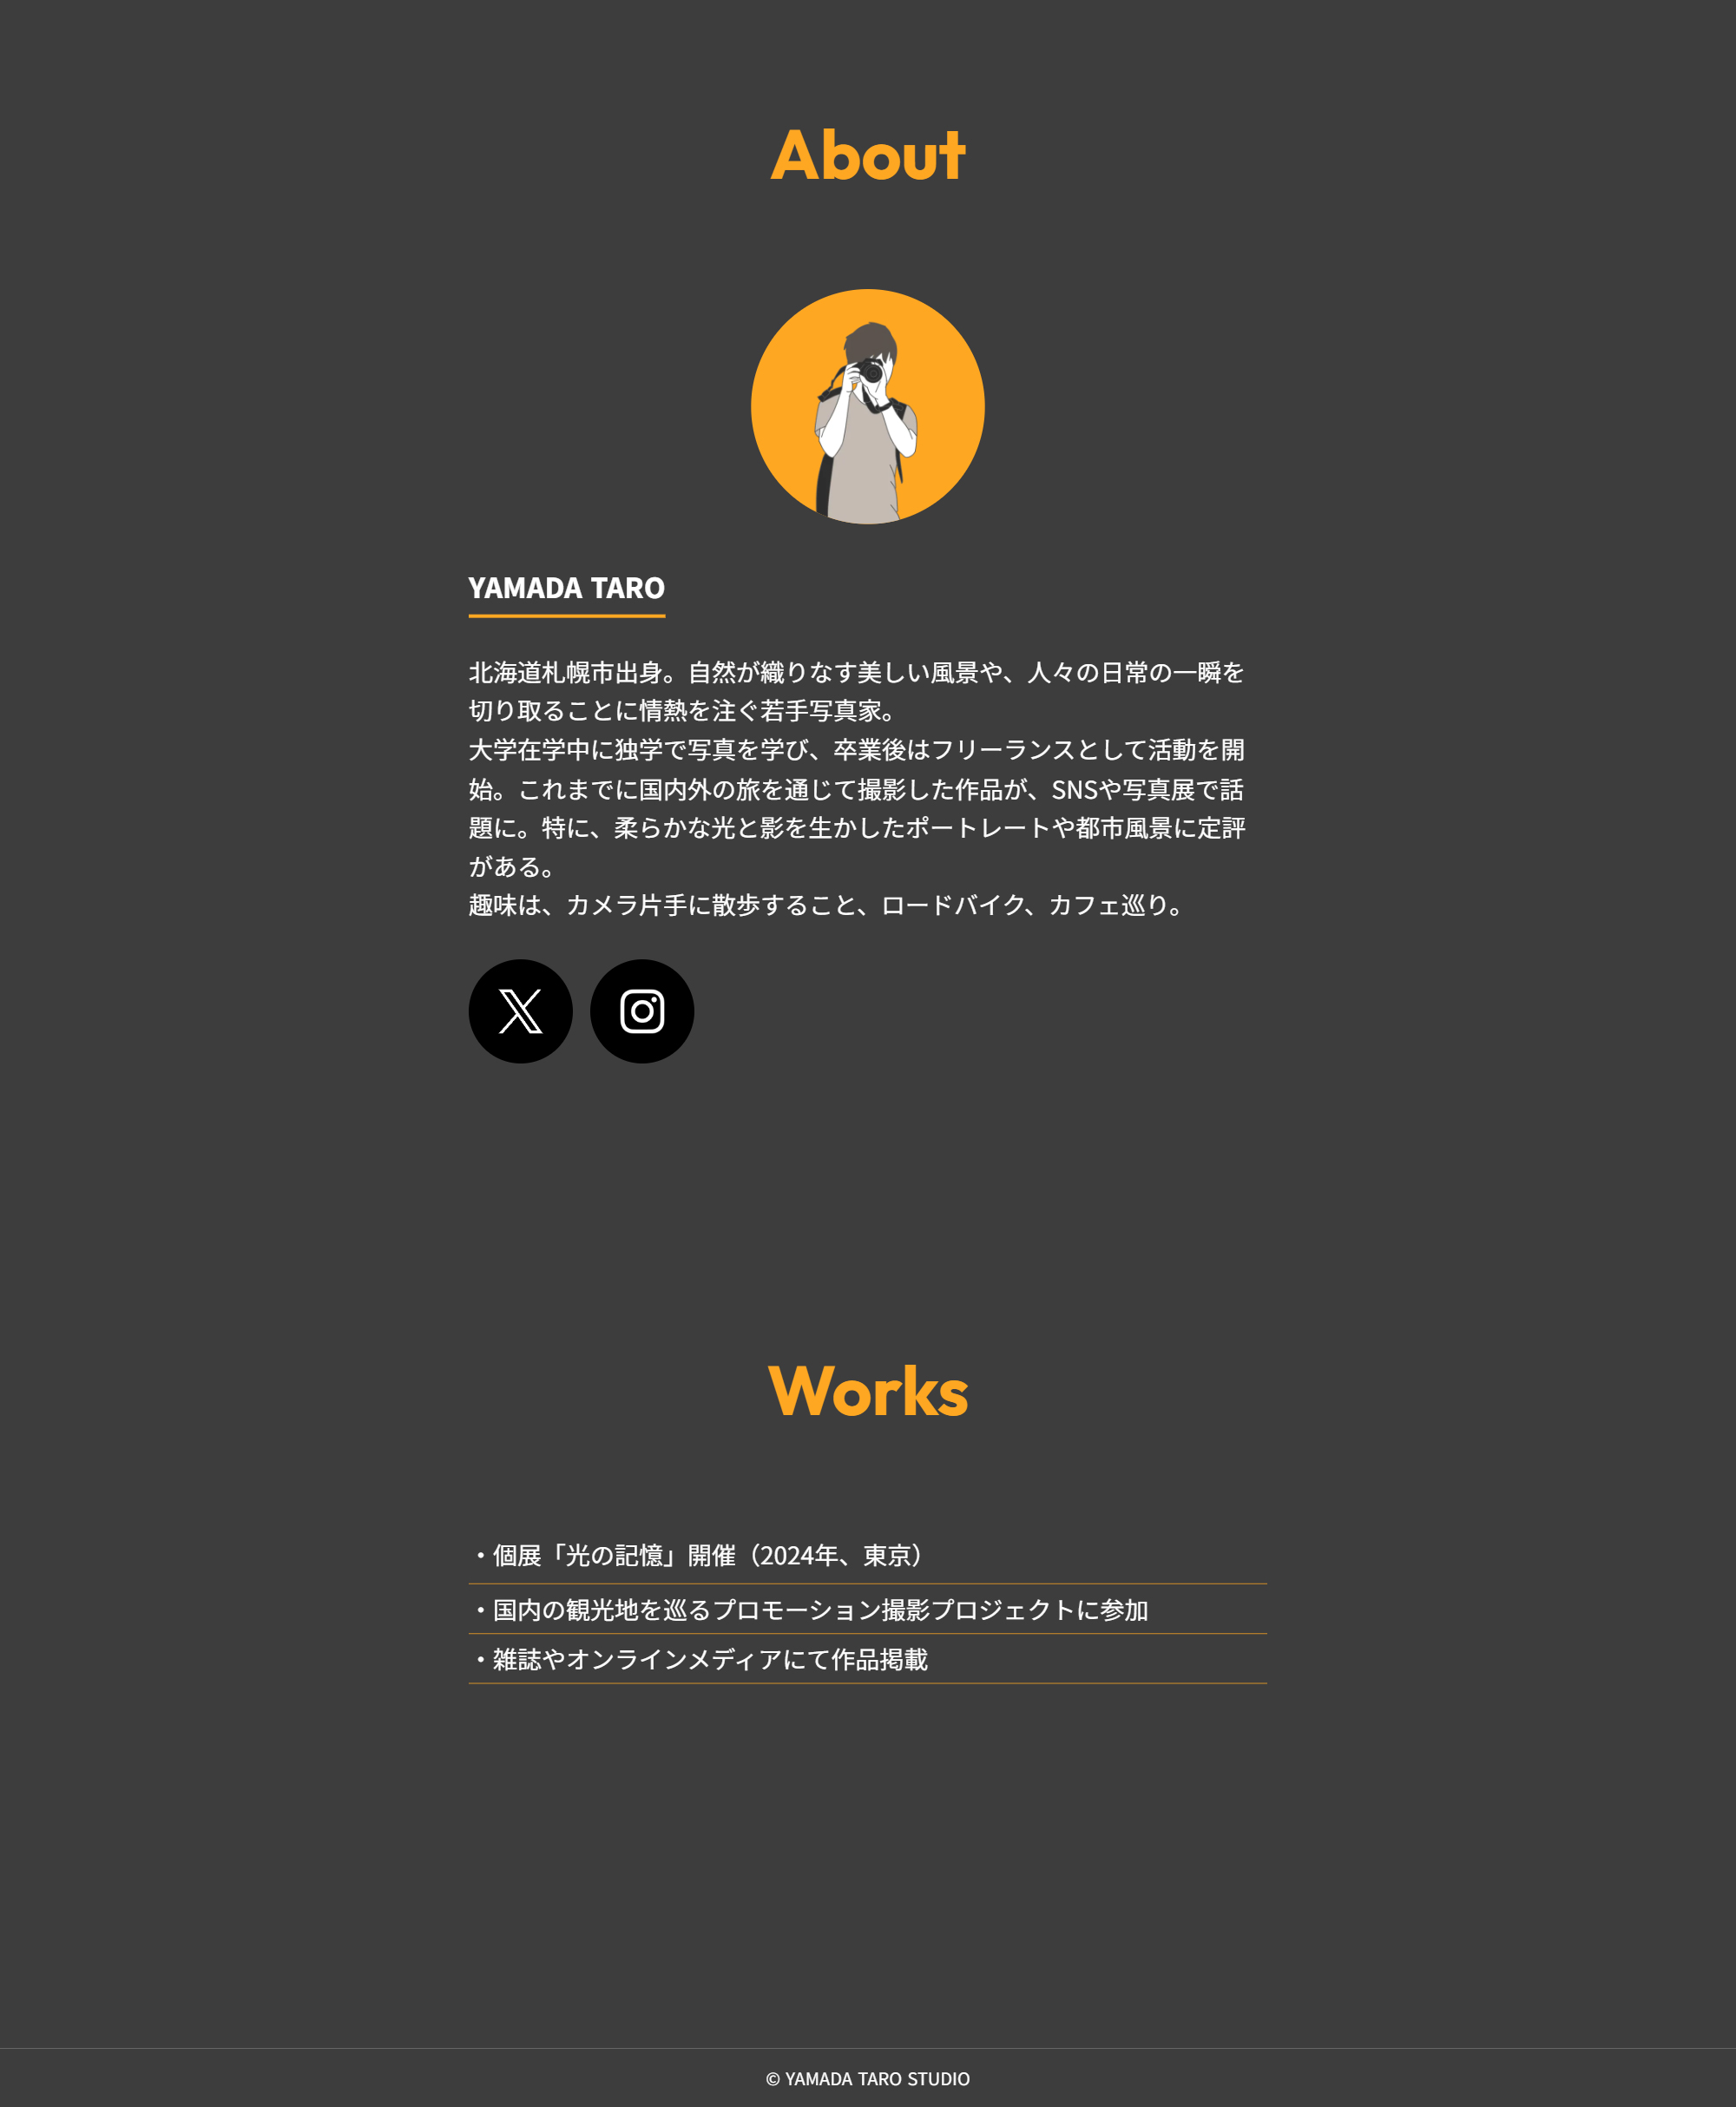 About
YAMADA TARO
北海道札幌市出身。自然が織りなす美しい風景や、人々の日常の一瞬を
切り取ることに情熱を注ぐ若手写真家。
大学在学中に独学で写真を学び、卒業後はフリーランスとして活動を開
始。これまでに国内外の旅を通じて撮影した作品が、SNSや写真展で話
題に。特に、柔らかな光と影を生かしたポートレートや都市風景に定評
がある。
趣味は、カメラ片手に散歩すること、ロードバイク、カフェ巡り。
Works
・個展「光の記憶」開催（2024年、東京）
・国内の観光地を巡るプロモーション撮影プロジェクトに参加
・雑誌やオンラインメディアにて作品掲載
© YAMADA TARO STUDIO